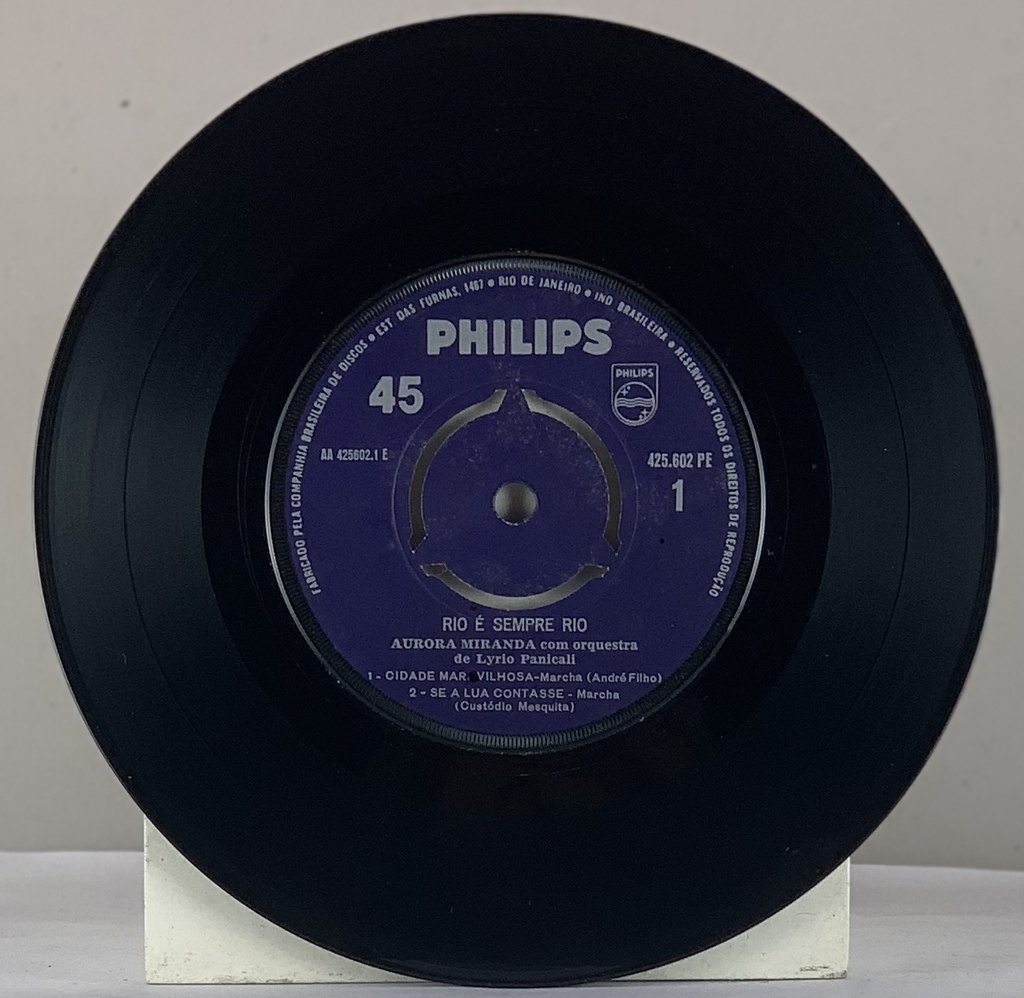 FABRICADO PELA COMPANHIA BRASILEIRA DE DISCOS • EST. DAS FURNAS, 1467 • RIO DE JANEIRO • IND BRASILEIRA • RESERVADOS TODOS OS DIREITOS DE REPRODUÇÃO
PHILIPS
45
PHILIPS
AA 425602.1 E
425.602 PE
1
RIO É SEMPRE RIO
AURORA MIRANDA com orquestra
de Lyrio Panicali
1 - CIDADE MAR VILHOSA-Marcha (André Filho)
2 - SE A LUA CONTASSE - Marcha
(Custódio Mesquita)